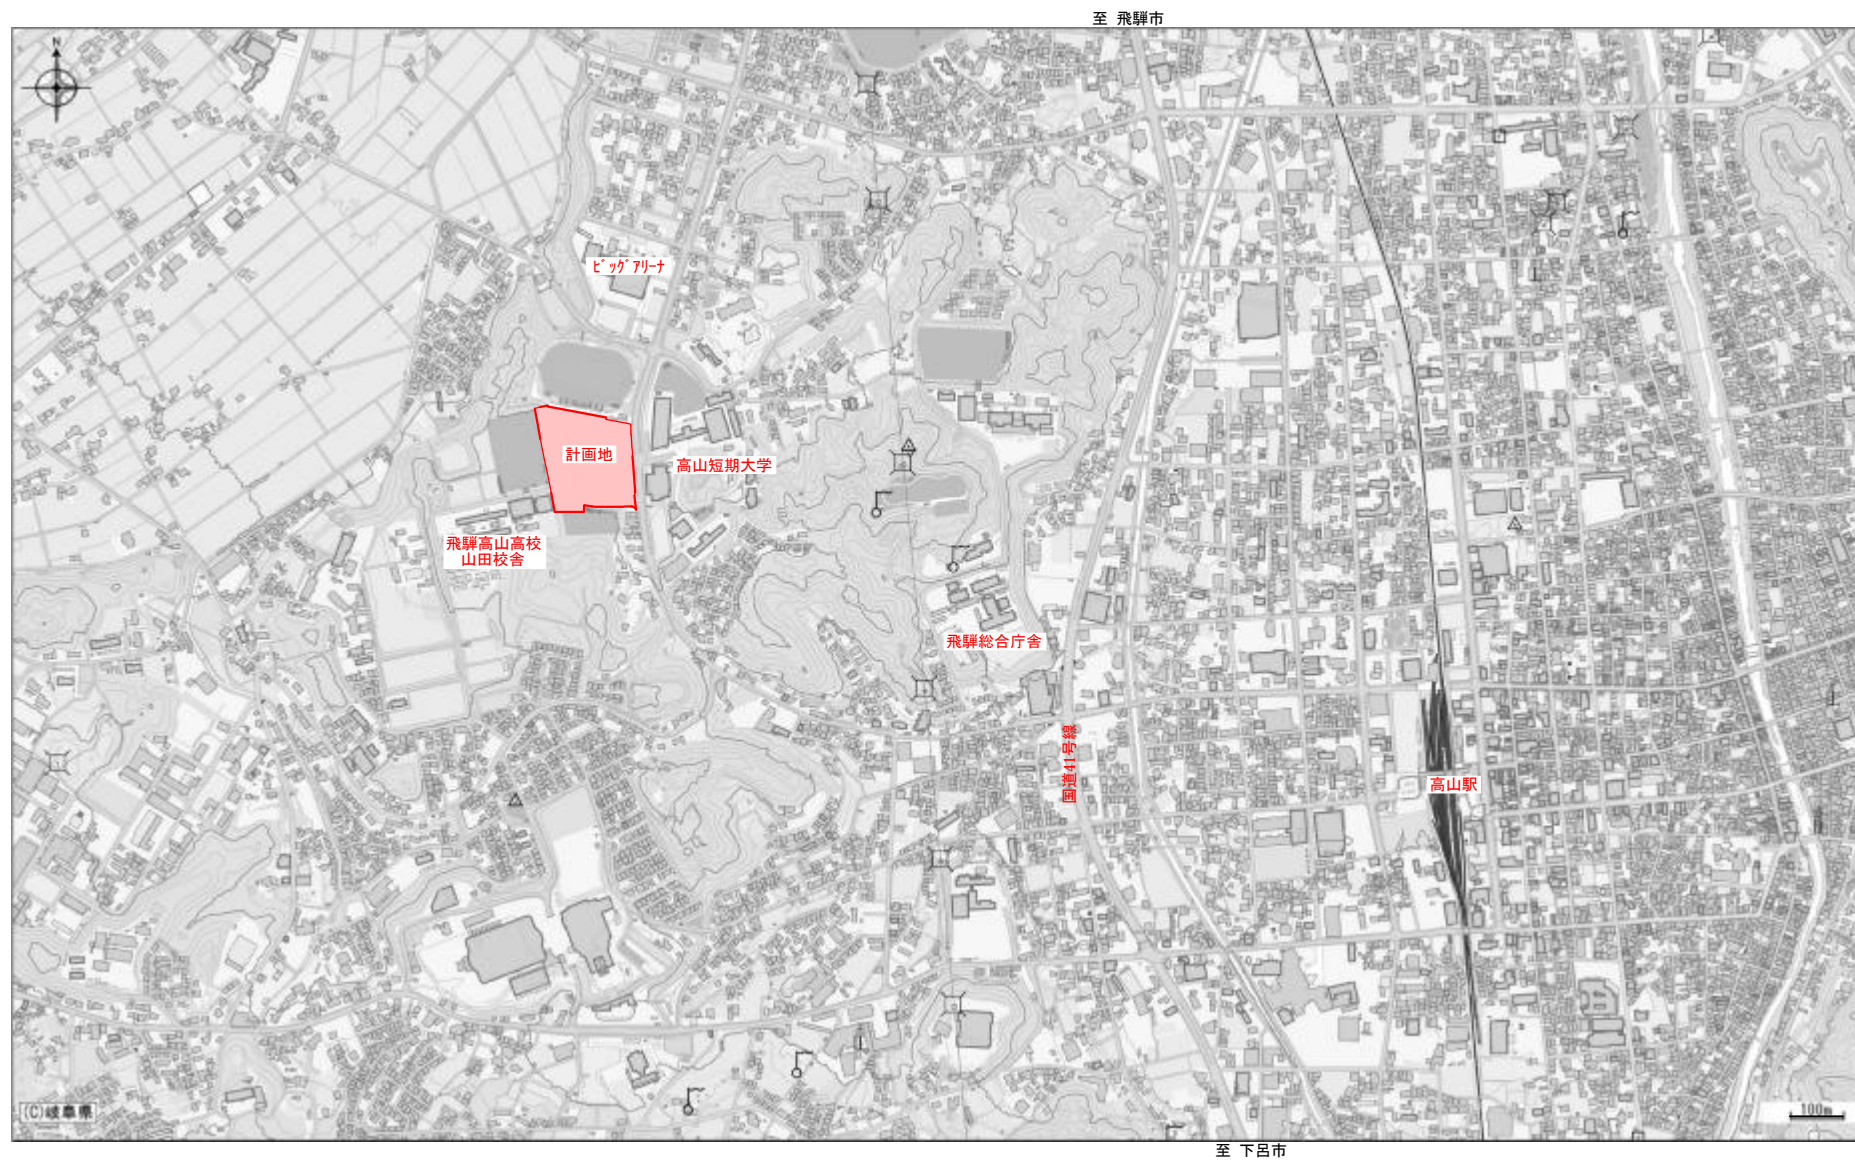 至 飛騨市
N
ﾋﾞｯｸﾞｱﾘｰﾅ
計画地
高山短期大学
飛騨高山高校
山田校舎
飛騨総合庁舎
国道41号線
高山駅
(C)岐阜県
100m
至 下呂市